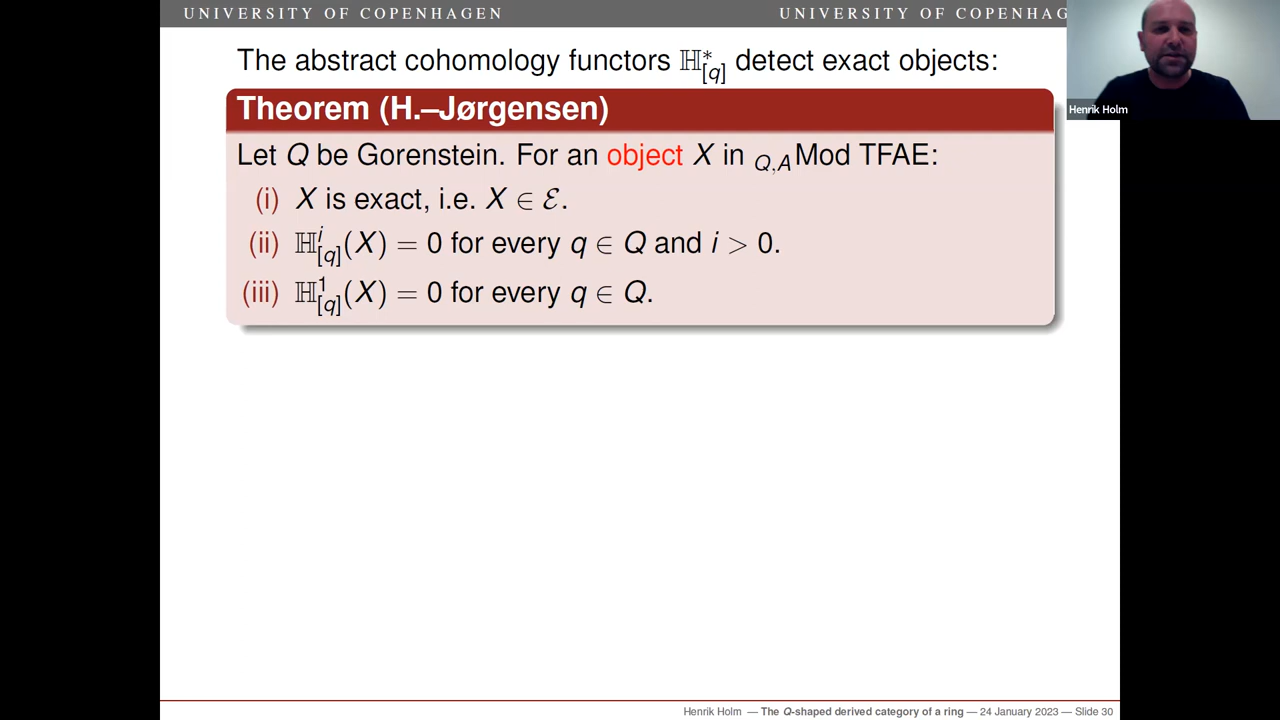 UNIVERSITY OF COPENHAGEN
UNIVERSITY OF COPENHAG
Henrik Holm
The abstract cohomology functors ℍ*[q] detect exact objects:
Theorem (H.–Jørgensen)
Let Q be Gorenstein. For an object X in Q,AMod TFAE:
(i) X is exact, i.e. X ∈ ℰ.
(ii) ℍⁱ[q](X) = 0 for every q ∈ Q and i > 0.
(iii) ℍ¹[q](X) = 0 for every q ∈ Q.
Henrik Holm — The Q-shaped derived category of a ring — 24 January 2023 — Slide 30